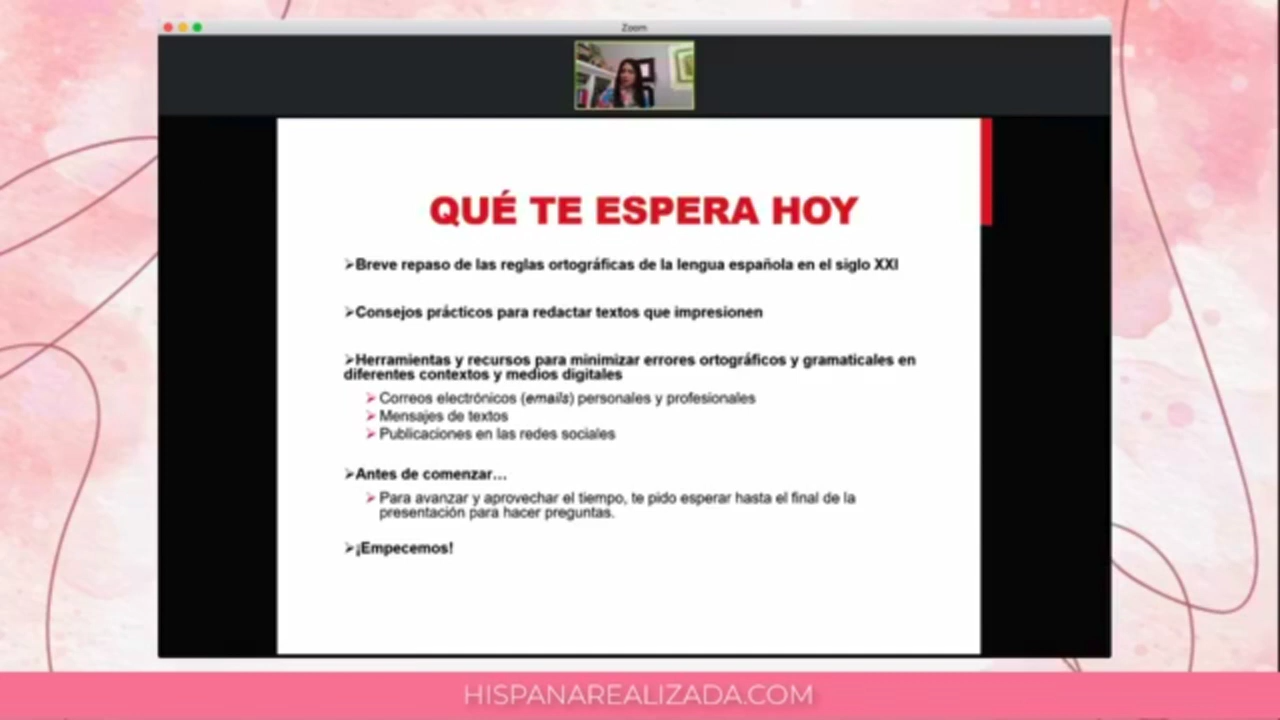 Zoom
QUÉ TE ESPERA HOY
➢Breve repaso de las reglas ortográficas de la lengua española en el siglo XXI
➢Consejos prácticos para redactar textos que impresionen
➢Herramientas y recursos para minimizar errores ortográficos y gramaticales en
diferentes contextos y medios digitales
➢Correos electrónicos (emails) personales y profesionales
➢Mensajes de textos
➢Publicaciones en las redes sociales
➢Antes de comenzar...
➢Para avanzar y aprovechar el tiempo, te pido esperar hasta el final de la
presentación para hacer preguntas.
➢¡Empecemos!
HISPANAREALIZADA.COM